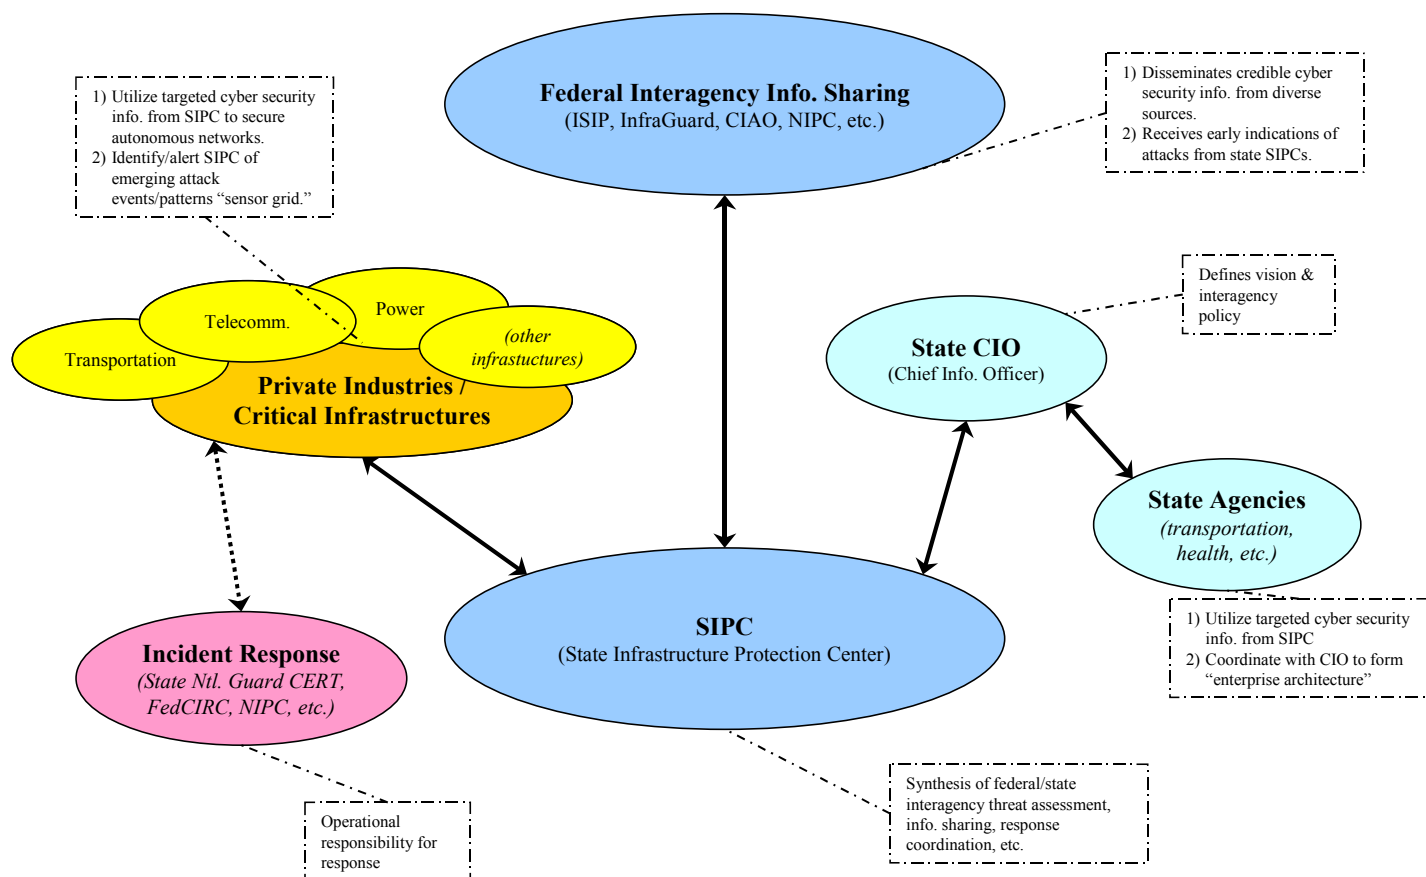 Federal Interagency Info. Sharing
(ISIP, InfraGuard, CIAO, NIPC, etc.)
1) Disseminates credible cyber
security info. from diverse
sources.
2) Receives early indications of
attacks from state SIPCs.
1) Utilize targeted cyber security
info. from SIPC to secure
autonomous networks.
2) Identify/alert SIPC of
emerging attack
events/patterns “sensor grid.”
Defines vision &
interagency
policy
Power
Telecomm.
Transportation
(other
infrastuctures)
Private Industries /
Critical Infrastructures
State CIO
(Chief Info. Officer)
State Agencies
(transportation,
health, etc.)
1) Utilize targeted cyber security
info. from SIPC
2) Coordinate with CIO to form
“enterprise architecture”
SIPC
(State Infrastructure Protection Center)
Incident Response
(State Ntl. Guard CERT,
FedCIRC, NIPC, etc.)
Synthesis of federal/state
interagency threat assessment,
info. sharing, response
coordination, etc.
Operational
responsibility for
response